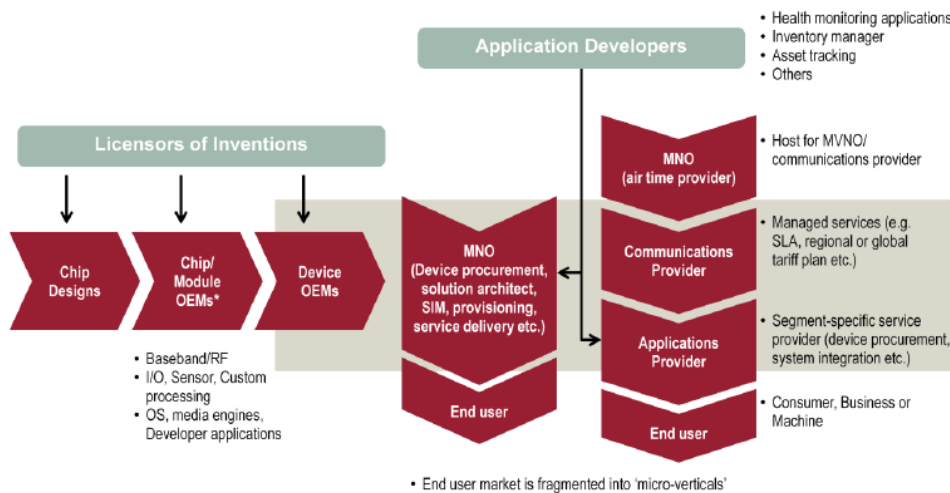 Application Developers
• Health monitoring applications
• Inventory manager
• Asset tracking
• Others
Licensors of Inventions
Chip
Designs
Chip/
Module
OEMs*
Device
OEMs
• Baseband/RF
• I/O, Sensor, Custom
processing
• OS, media engines,
Developer applications
MNO
(Device procurement,
solution architect,
SIM, provisioning,
service delivery etc.)
End user
MNO
(air time provider)
• Host for MVNO/
communications provider
Communications
Provider
• Managed services (e.g.
SLA, regional or global
tariff plan etc.)
Applications
Provider
• Segment-specific service
provider (device procurement,
system integration etc.)
End user
• Consumer, Business or
Machine
• End user market is fragmented into ‘micro-verticals’